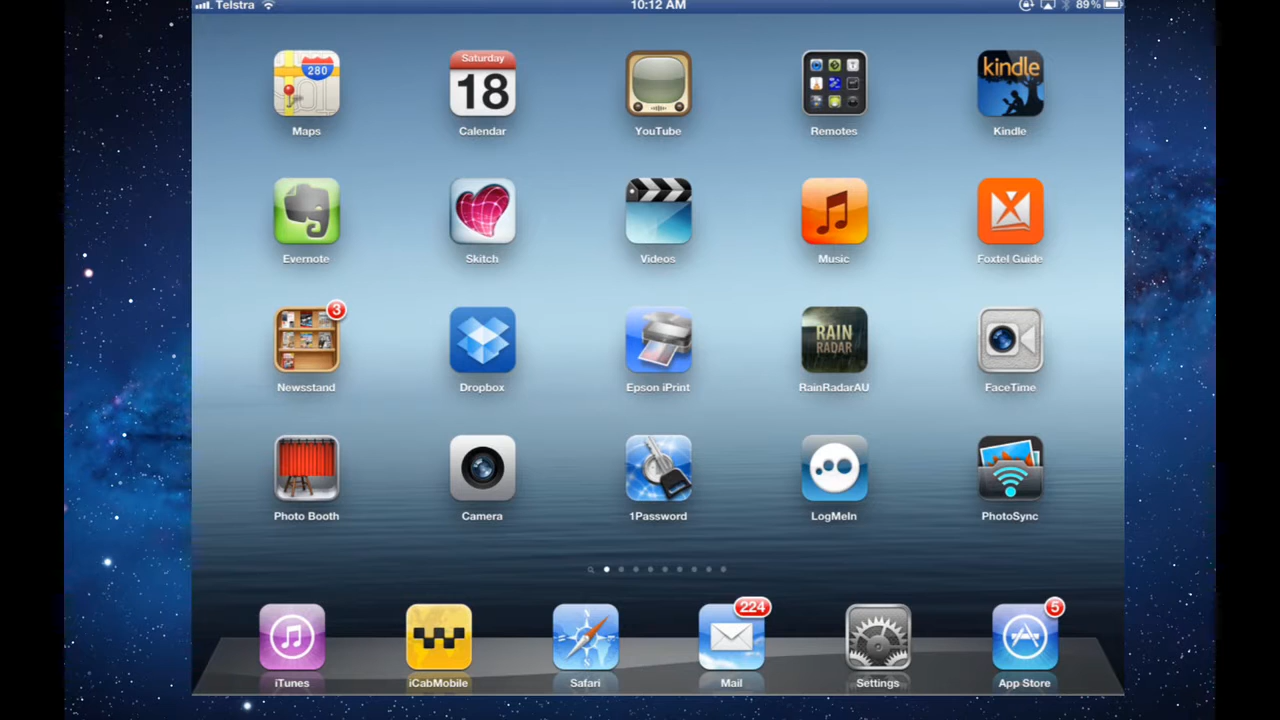 Telstra 10:12 AM 89%
280 Saturday 18 kindle
Maps Calendar YouTube Remotes Kindle
Evernote Skitch Videos Music Foxtel Guide
3 RAIN RADAR
Newsstand Dropbox Epson iPrint RainRadarAU FaceTime
Photo Booth Camera 1Password LogMeIn PhotoSync
224 5
iTunes iCabMobile Safari Mail Settings App Store